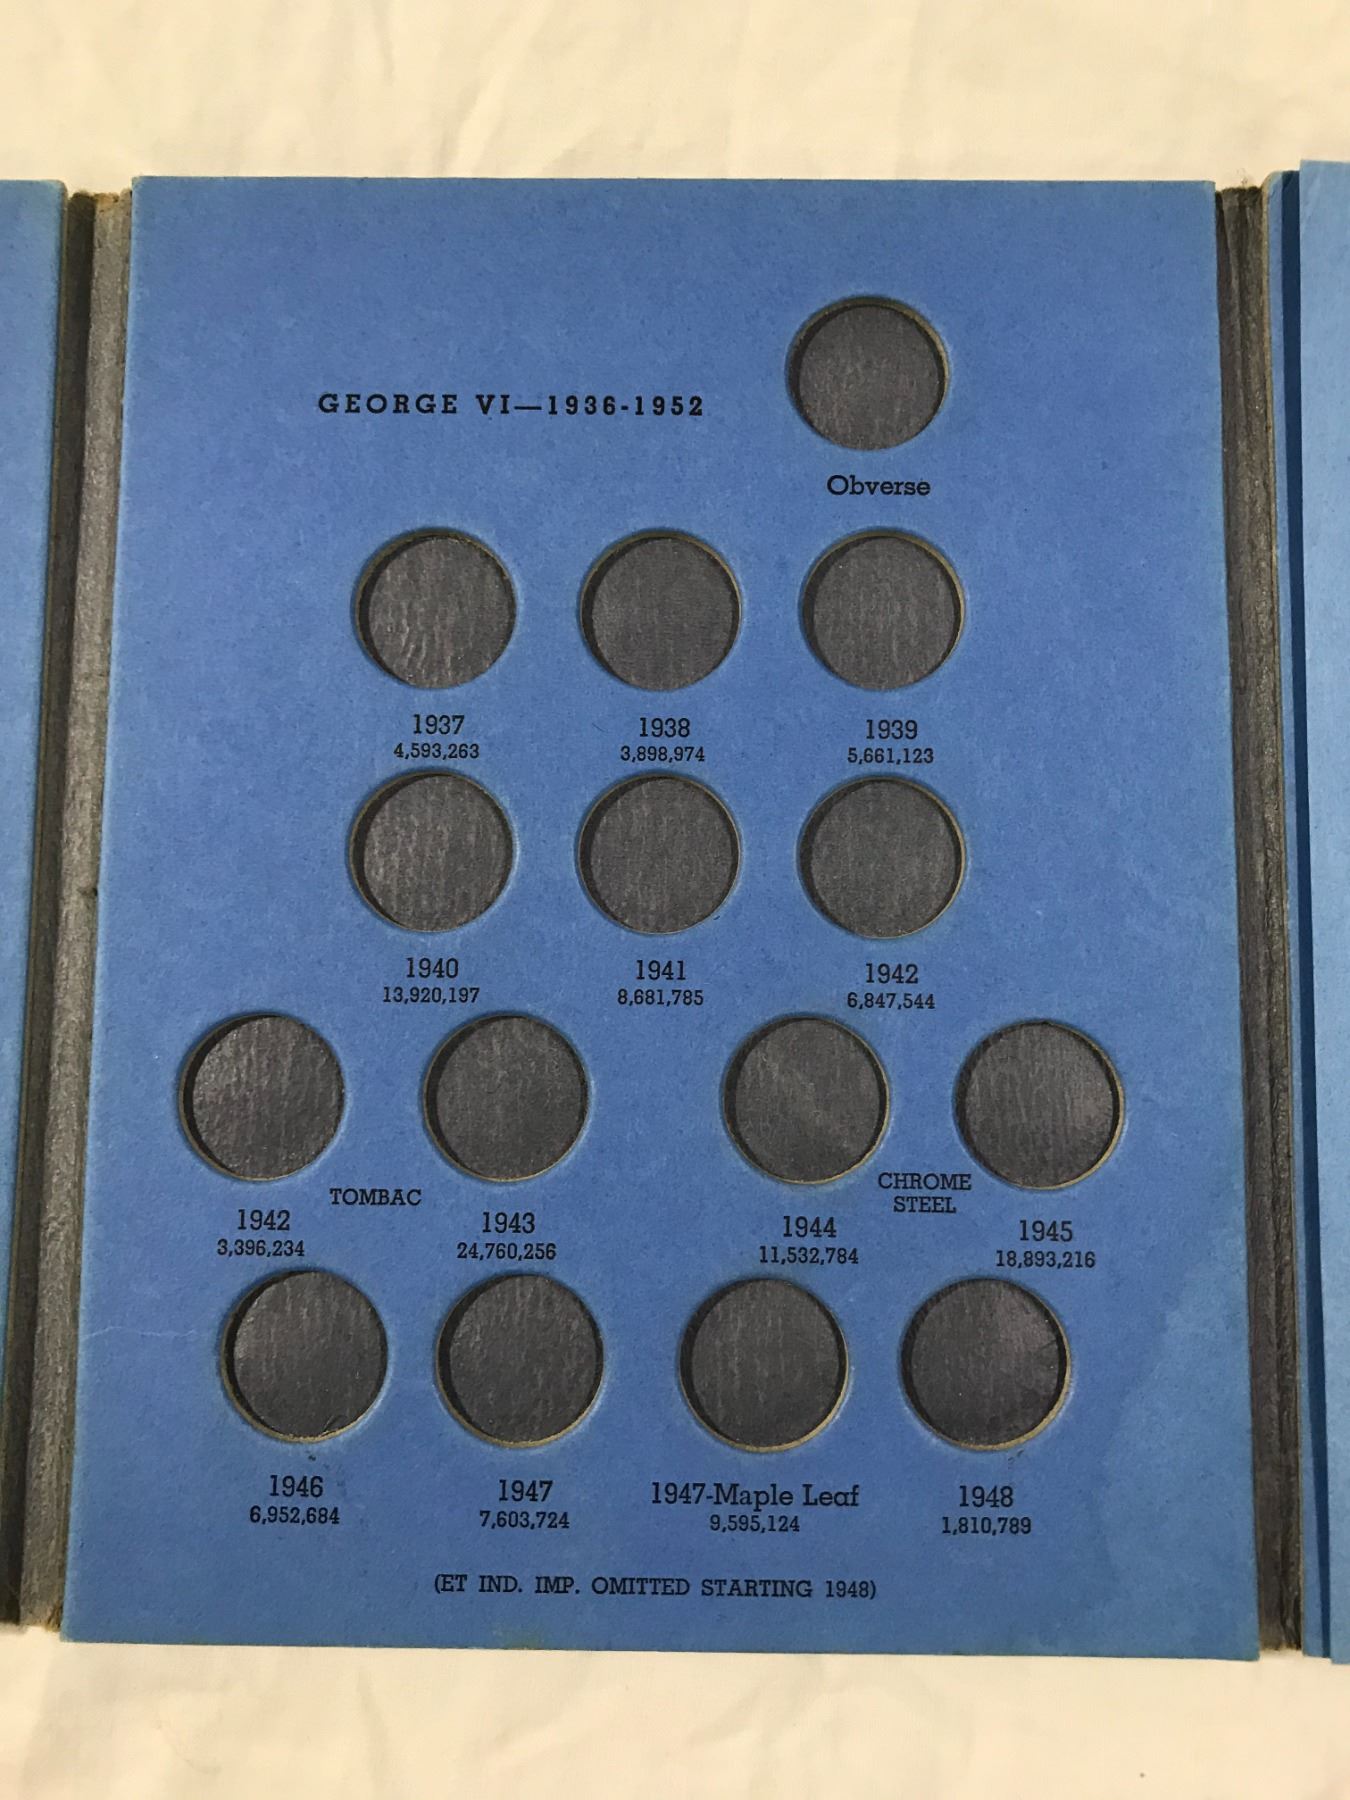 GEORGE VI—1936-1952
Obverse
1937 1938 1939
4,593,263 3,898,974 5,661,123
1940 1941 1942
13,920,197 8,681,785 6,847,544
TOMBAC CHROME
STEEL
1942 1943 1944 1945
3,396,234 24,760,256 11,532,784 18,893,216
1946 1947 1947-Maple Leaf 1948
6,952,684 7,603,724 9,595,124 1,810,789
(ET IND. IMP. OMITTED STARTING 1948)